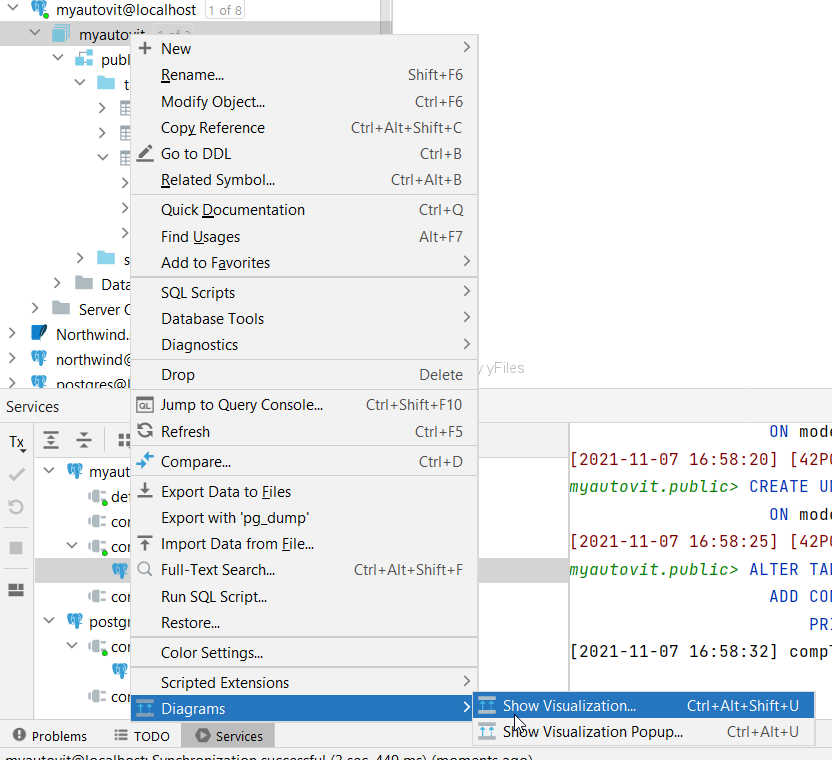 myautovit@localhost 1 of 8
myautovit 1 of 3
New
Rename... Shift+F6
Modify Object... Ctrl+F6
Copy Reference Ctrl+Alt+Shift+C
Go to DDL Ctrl+B
Related Symbol... Ctrl+Alt+B
Quick Documentation Ctrl+Q
Find Usages Alt+F7
Add to Favorites
SQL Scripts
Database Tools
Diagnostics
Drop Delete
Jump to Query Console... Ctrl+Shift+F10
Refresh Ctrl+F5
Compare... Ctrl+D
Export Data to Files
Export with 'pg_dump'
Import Data from File...
Full-Text Search... Ctrl+Alt+Shift+F
Run SQL Script...
Restore...
Color Settings...
Scripted Extensions
Diagrams
Show Visualization... Ctrl+Alt+Shift+U
Show Visualization Popup... Ctrl+Alt+U
publ
t
s
Data
Server C
Northwind.
northwind@
postgres@l
y yFiles
Services
Tx
myaut
de
cor
cor
cor
postgr
cor
cor
ON mode
[2021-11-07 16:58:20] [42P0
myautovit.public> CREATE UN
ON mode
[2021-11-07 16:58:25] [42P0
myautovit.public> ALTER TAB
ADD CON
PRI
[2021-11-07 16:58:32] compl
Problems TODO Services
myautovit@localhost: Synchronization successful (2 sec, 449 ms) (moments ago)